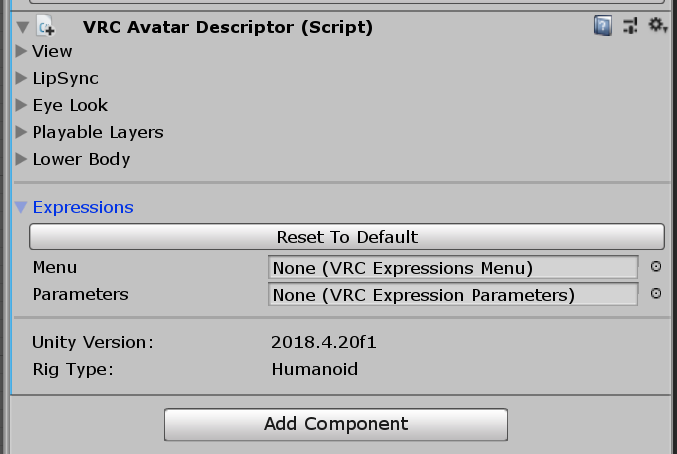 VRC Avatar Descriptor (Script)
View
LipSync
Eye Look
Playable Layers
Lower Body
Expressions
Reset To Default
Menu None (VRC Expressions Menu)
Parameters None (VRC Expression Parameters)
Unity Version: 2018.4.20f1
Rig Type: Humanoid
Add Component